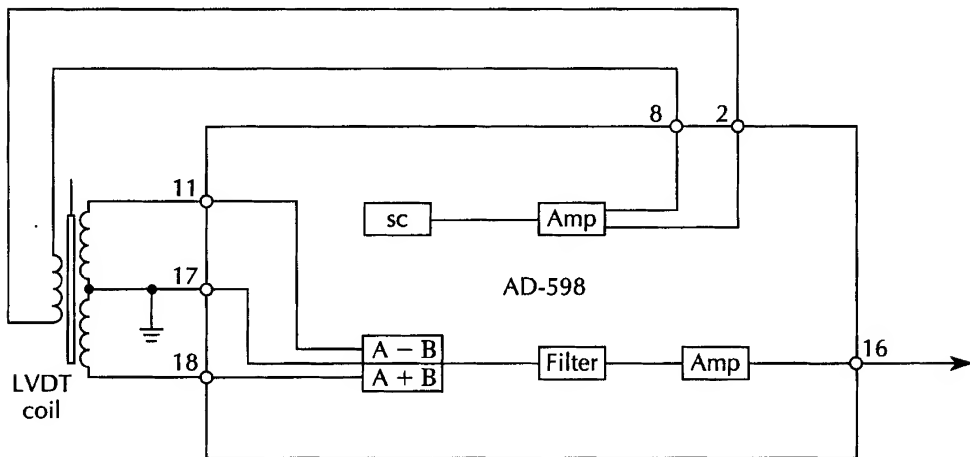 8 2
11
sc
Amp
17
AD-598
A − B
A + B
Filter
Amp
16
18
LVDT
coil